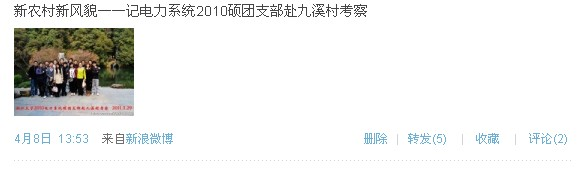 新农村新风貌一一记电力系统2010硕团支部赴九溪村考察
4月8日 13:53 来自新浪微博 删除 | 转发(5) | 收藏 | 评论(2)